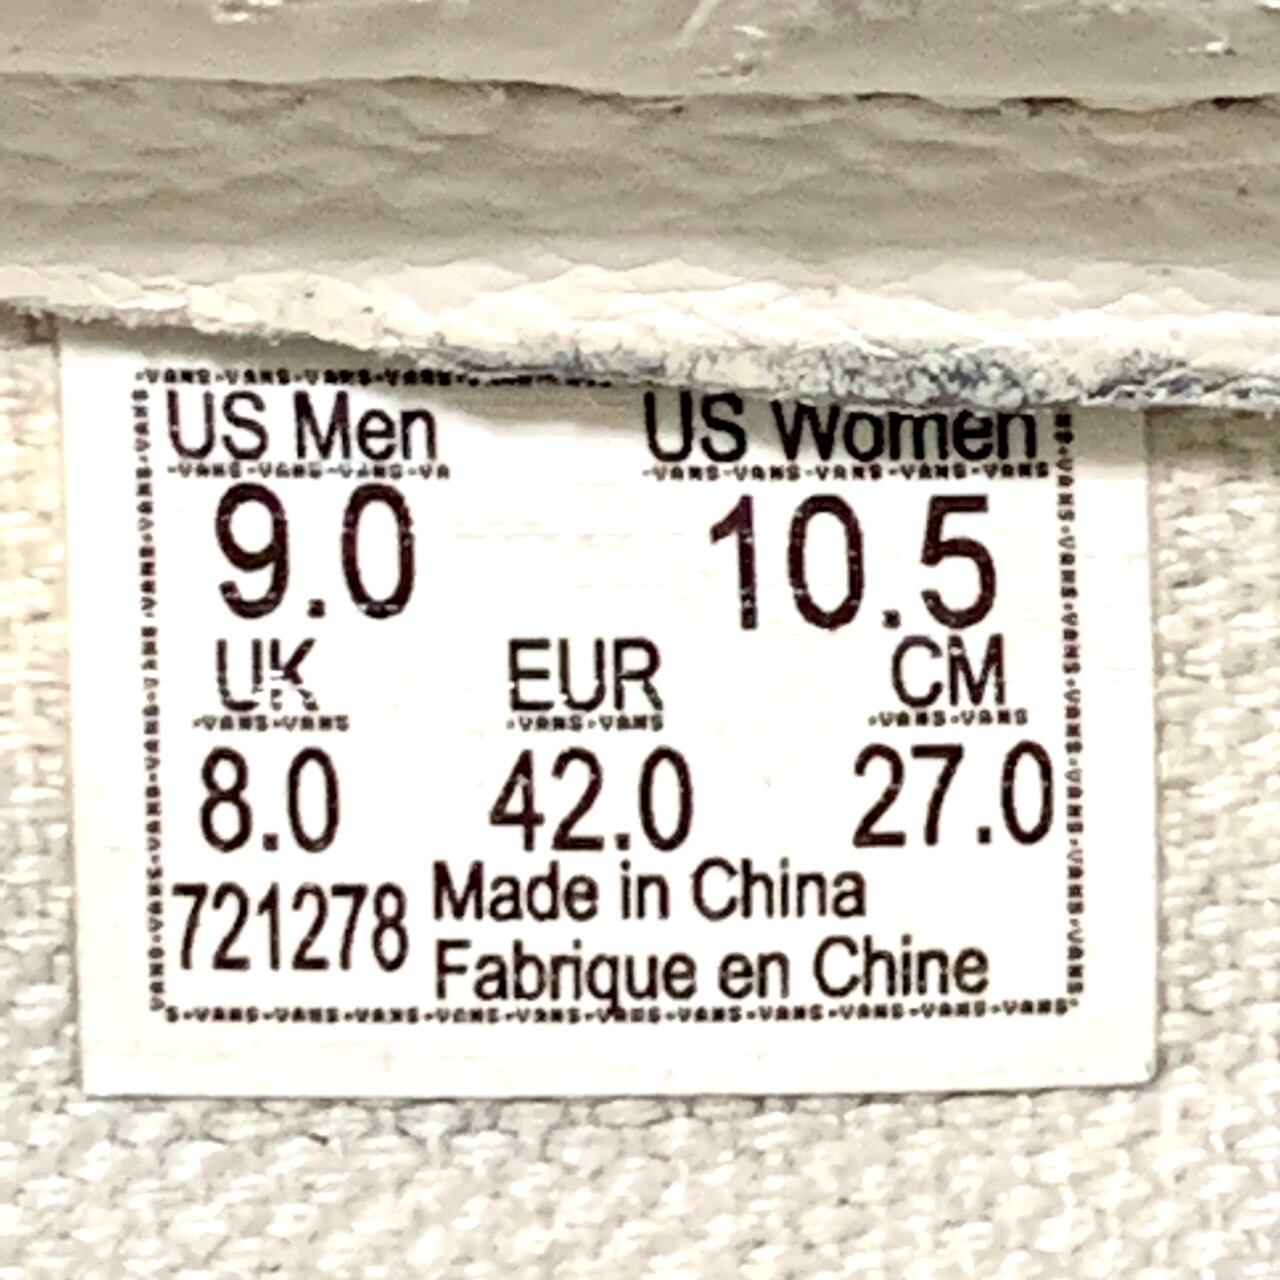 US Men US Women
9.0 10.5
UK EUR CM
8.0 42.0 27.0
721278 Made in China
Fabrique en Chine